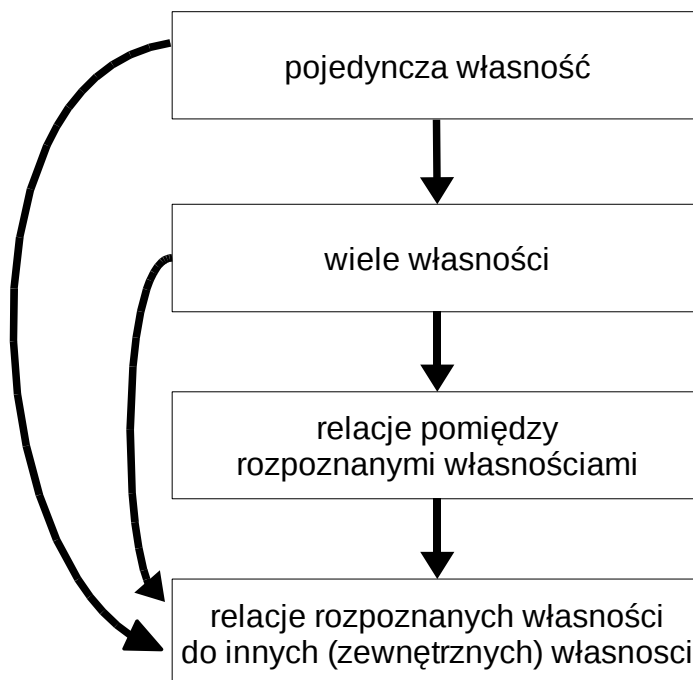 pojedyncza własność
wiele własności
relacje pomiędzy
rozpoznanymi własnościami
relacje rozpoznanych własności
do innych (zewnętrznych) własnosci